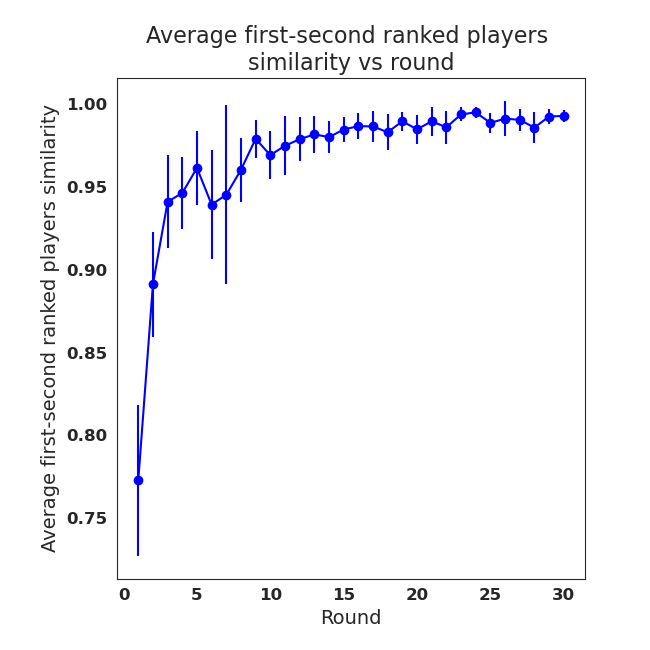 Average first-second ranked players
similarity vs round
Average first-second ranked players similarity
1.00
0.95
0.90
0.85
0.80
0.75
0 5 10 15 20 25 30
Round